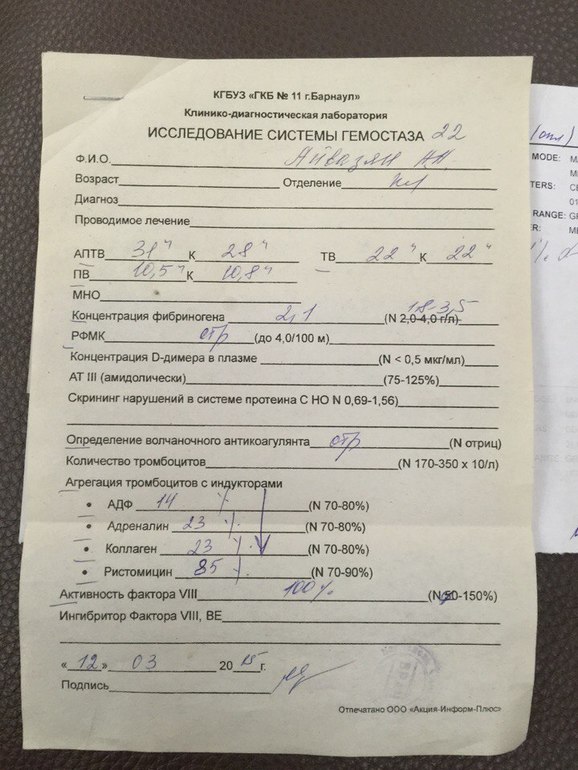 КГБУЗ «ГКБ № 11 г.Барнаул»
Клинико-диагностическая лаборатория
ИССЛЕДОВАНИЕ СИСТЕМЫ ГЕМОСТАЗА 22
Ф.И.О. Айвазян НН
Возраст Отделение кл
Диагноз
Проводимое лечение
АПТВ 31" К 28" ТВ 22" К 22"
ПВ 10,5" К 10,8"
МНО
Концентрация фибриногена 2,1 (N 2,0-4,0 г/л) 1,8-3,5
РФМК отр (до 4,0/100 м)
Концентрация D-димера в плазме (N < 0,5 мкг/мл)
АТ III (амидолически) (75-125%)
Скрининг нарушений в системе протеина С НО N 0,69-1,56)
Определение волчаночного антикоагулянта отр (N отриц)
Количество тромбоцитов (N 170-350 х 10/л)
Агрегация тромбоцитов с индукторами
• АДФ 14 % (N 70-80%)
• Адреналин 23 % (N 70-80%)
• Коллаген 23 % (N 70-80%)
• Ристомицин 85 % (N 70-90%)
Активность фактора VIII 100% (N 50-150%)
Ингибритор Фактора VIII, ВЕ
«12» 03 2015 г.
Подпись
Отпечатано ООО «Акция-Информ-Плюс»
MODE:
TERS:
RANGE: